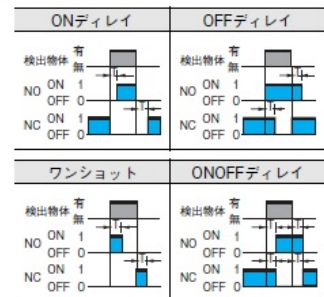 ONディレイ
検出物体 有
無
T
NO ON 1
OFF 0
T
NC ON 1
OFF 0
OFFディレイ
検出物体 有
無
T
NO ON 1
OFF 0
T
NC ON 1
OFF 0
ワンショット
検出物体 有
無
T
NO ON 1
OFF 0
T
NC ON 1
OFF 0
ONOFFディレイ
検出物体 有
無
T T
NO ON 1
OFF 0
T T
NC ON 1
OFF 0